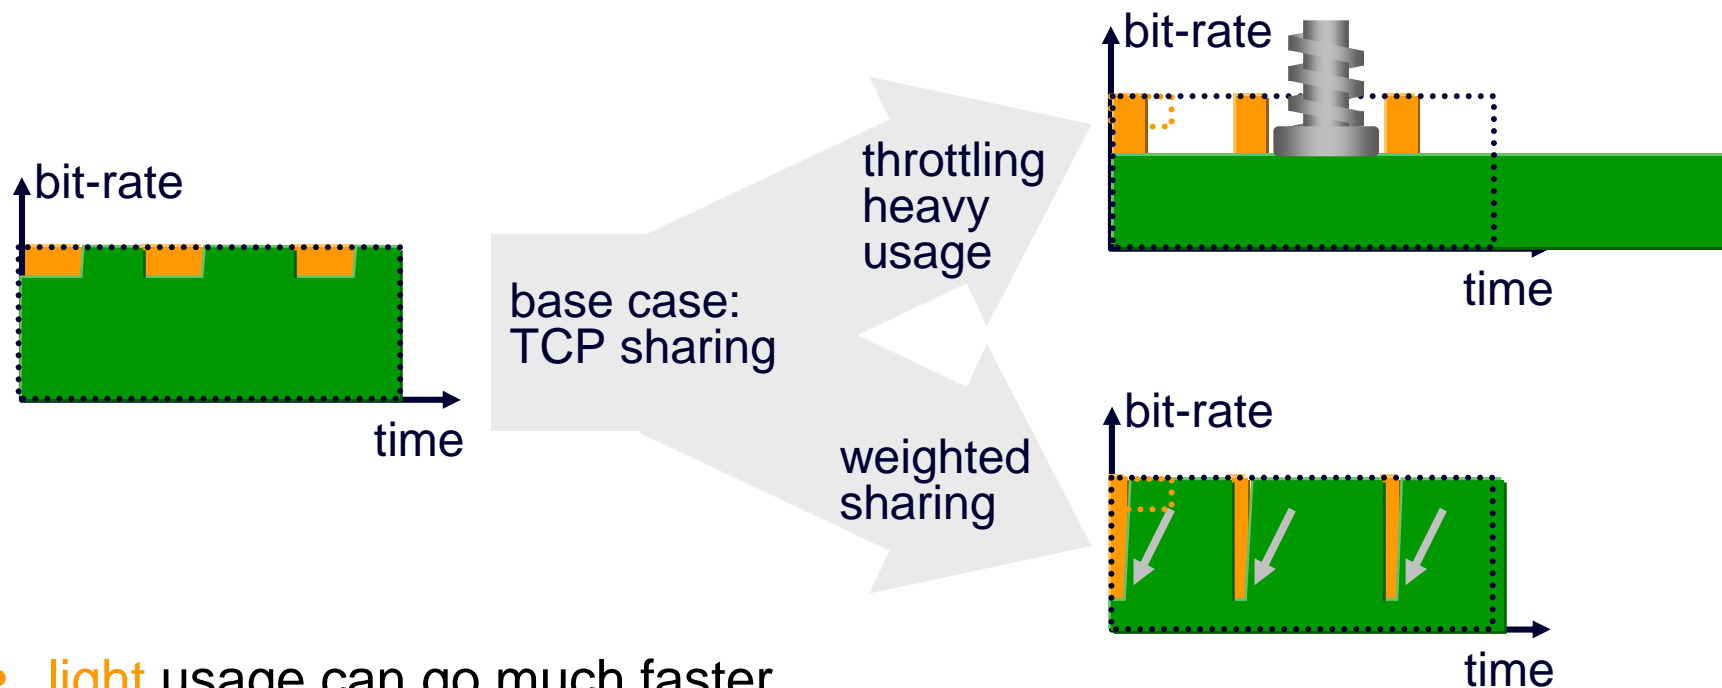 bit-rate
time
base case:
TCP sharing
throttling
heavy
usage
bit-rate
time
weighted
sharing
bit-rate
time
• light usage can go much faster